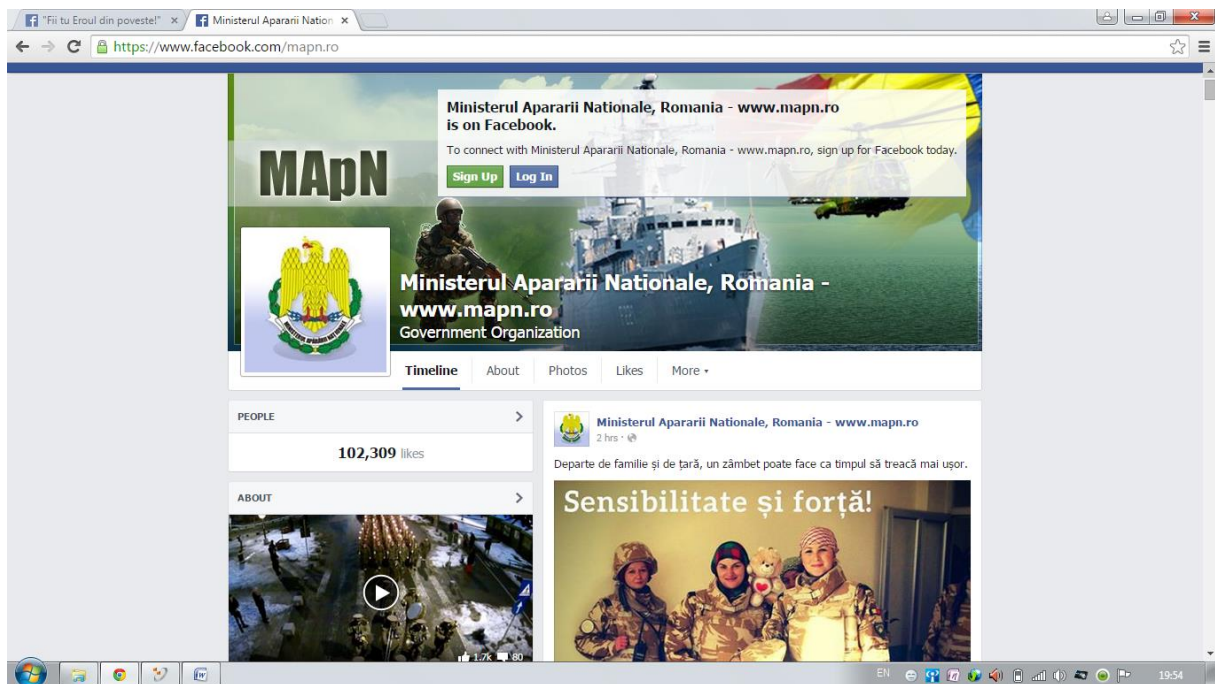 "Fii tu Eroul din poveste!"
Ministerul Apararii Nation
https://www.facebook.com/mapn.ro
Ministerul Apararii Nationale, Romania - www.mapn.ro
is on Facebook.
To connect with Ministerul Apararii Nationale, Romania - www.mapn.ro, sign up for Facebook today.
Sign Up
Log In
MApN
Ministerul Apararii Nationale, Romania -
www.mapn.ro
Government Organization
Timeline
About
Photos
Likes
More
PEOPLE
102,309 likes
ABOUT
1.7k
80
Ministerul Apararii Nationale, Romania - www.mapn.ro
2 hrs
Departe de familie și de țară, un zâmbet poate face ca timpul să treacă mai ușor.
Sensibilitate și forță!
EN
19:54